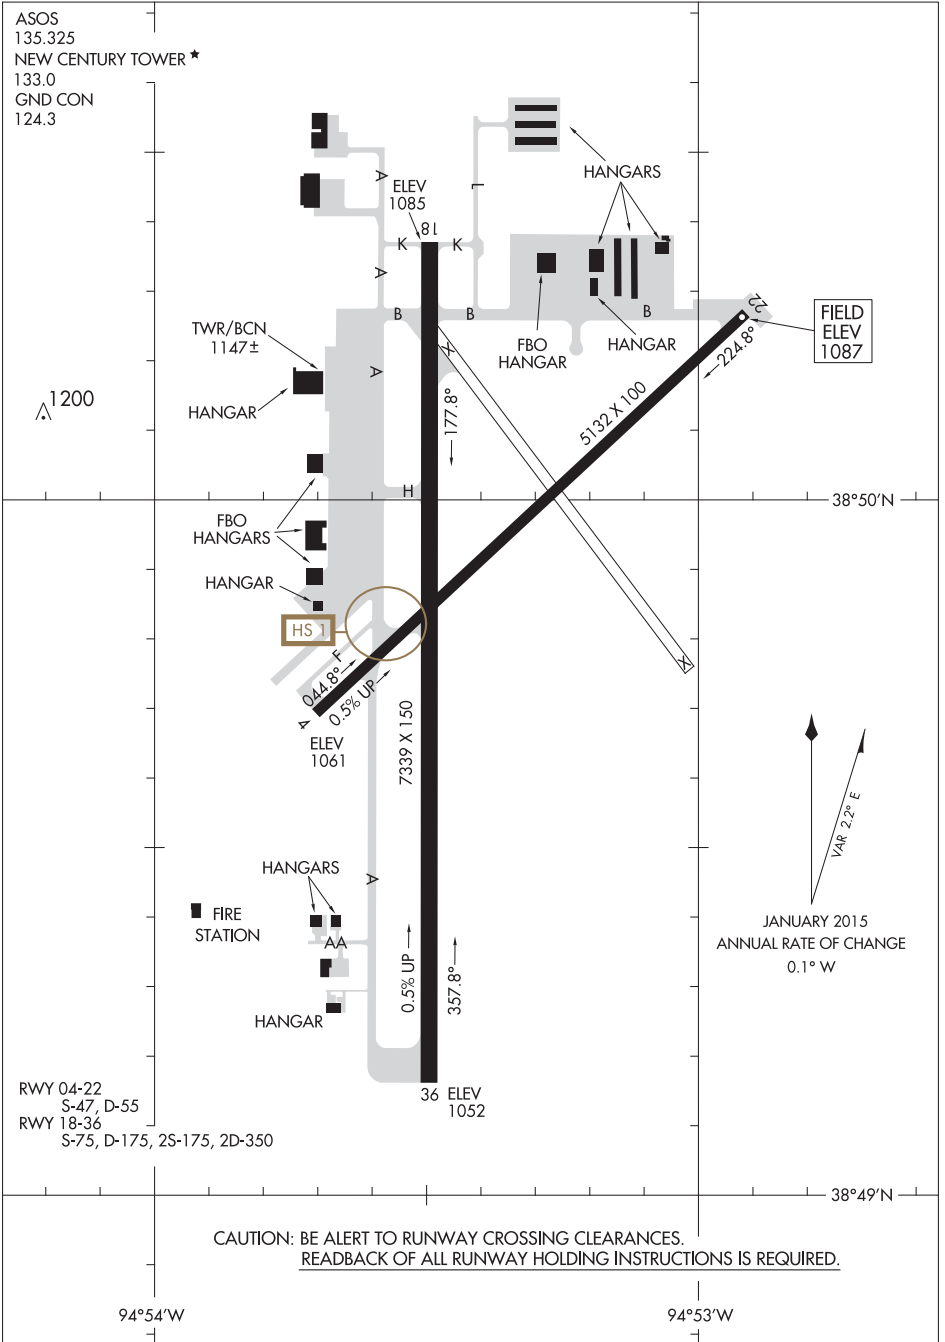 ASOS
135.325
NEW CENTURY TOWER ★
133.0
GND CON
124.3
HANGARS
ELEV
1085
A
L
18
K
K
A
B
B
B
22
TWR/BCN
1147±
FBO
HANGAR
HANGAR
FIELD
ELEV
1087
224.8°
X
A
1200
HANGAR
177.8°
5132 X 100
H
38°50'N
FBO
HANGARS
HANGAR
HS 1
F
044.8°
0.5% UP
4
ELEV
1061
7339 X 150
X
VAR 2.2° E
HANGARS
A
FIRE
STATION
AA
0.5% UP
357.8°
JANUARY 2015
ANNUAL RATE OF CHANGE
0.1° W
HANGAR
36
ELEV
1052
RWY 04-22
S-47, D-55
RWY 18-36
S-75, D-175, 2S-175, 2D-350
38°49'N
CAUTION: BE ALERT TO RUNWAY CROSSING CLEARANCES.
READBACK OF ALL RUNWAY HOLDING INSTRUCTIONS IS REQUIRED.
94°54'W
94°53'W